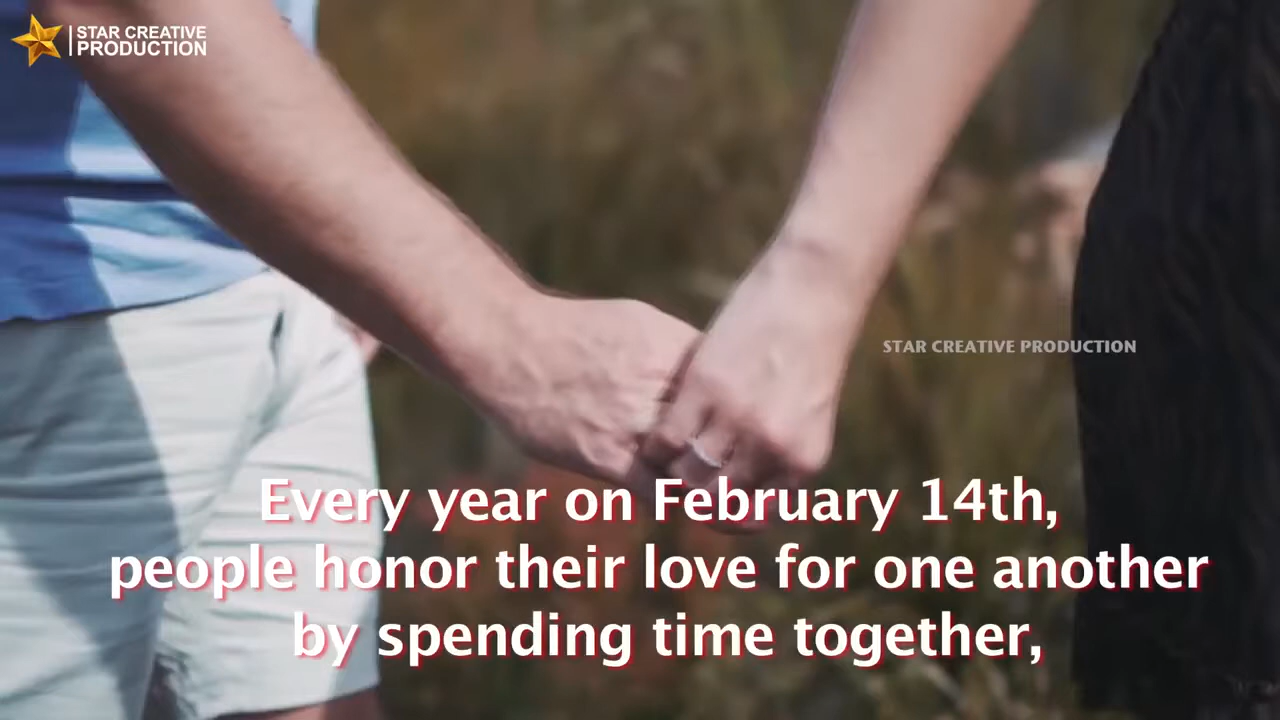 STAR CREATIVE
PRODUCTION
STAR CREATIVE PRODUCTION
Every year on February 14th,
people honor their love for one another
by spending time together,